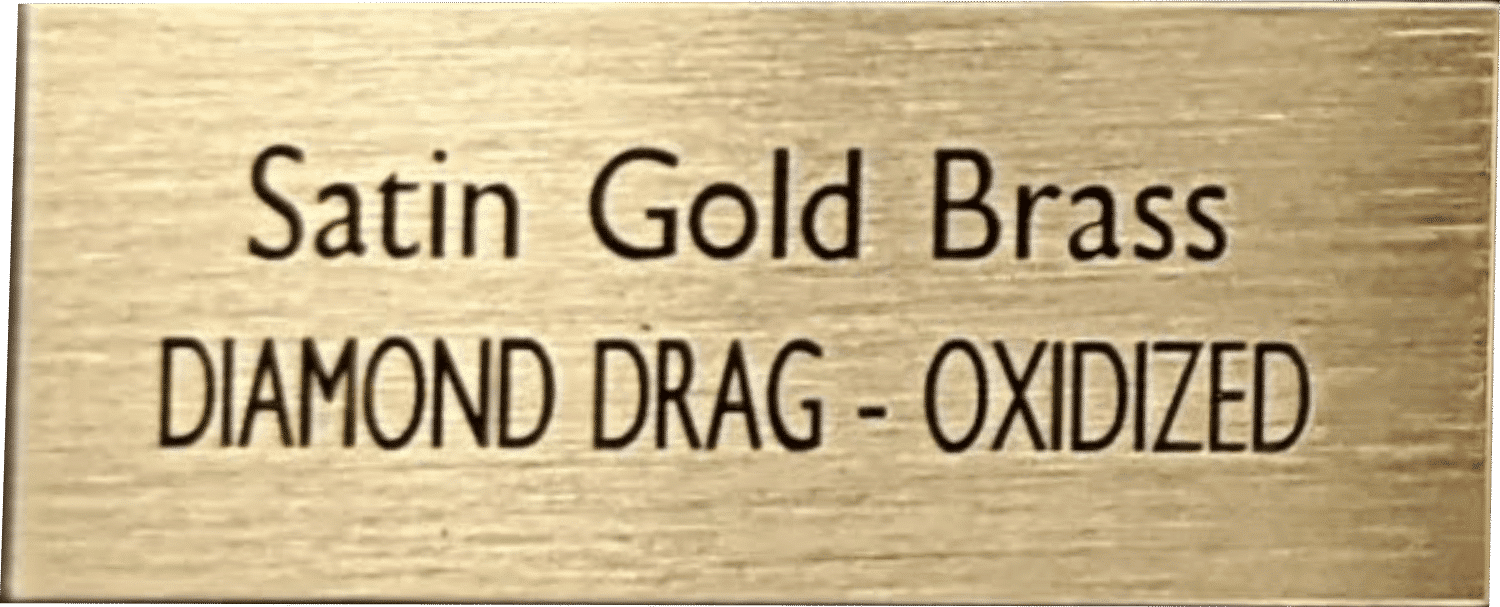 Satin Gold Brass
DIAMOND DRAG - OXIDIZED